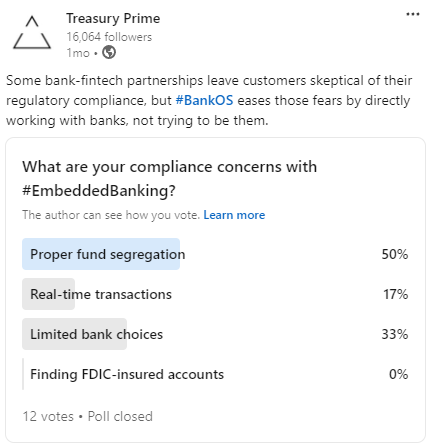 Treasury Prime
16,064 followers
1mo •
Some bank-fintech partnerships leave customers skeptical of their
regulatory compliance, but #BankOS eases those fears by directly
working with banks, not trying to be them.
What are your compliance concerns with
#EmbeddedBanking?
The author can see how you vote. Learn more
Proper fund segregation 50%
Real-time transactions 17%
Limited bank choices 33%
Finding FDIC-insured accounts 0%
12 votes • Poll closed